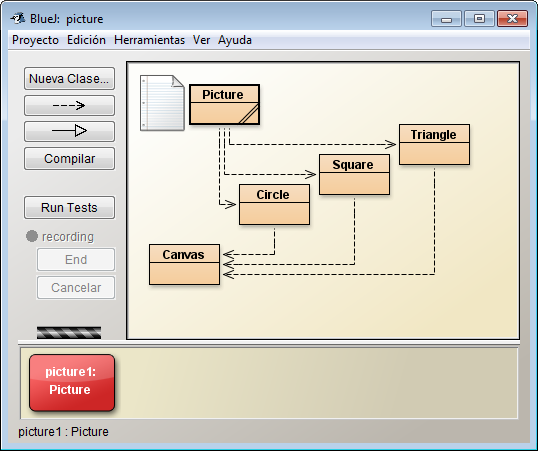 BlueJ: picture
Proyecto Edición Herramientas Ver Ayuda
Nueva Clase...
Compilar
Run Tests
recording
End
Cancelar
Picture
Triangle
Square
Circle
Canvas
picture1:
Picture
picture1 : Picture